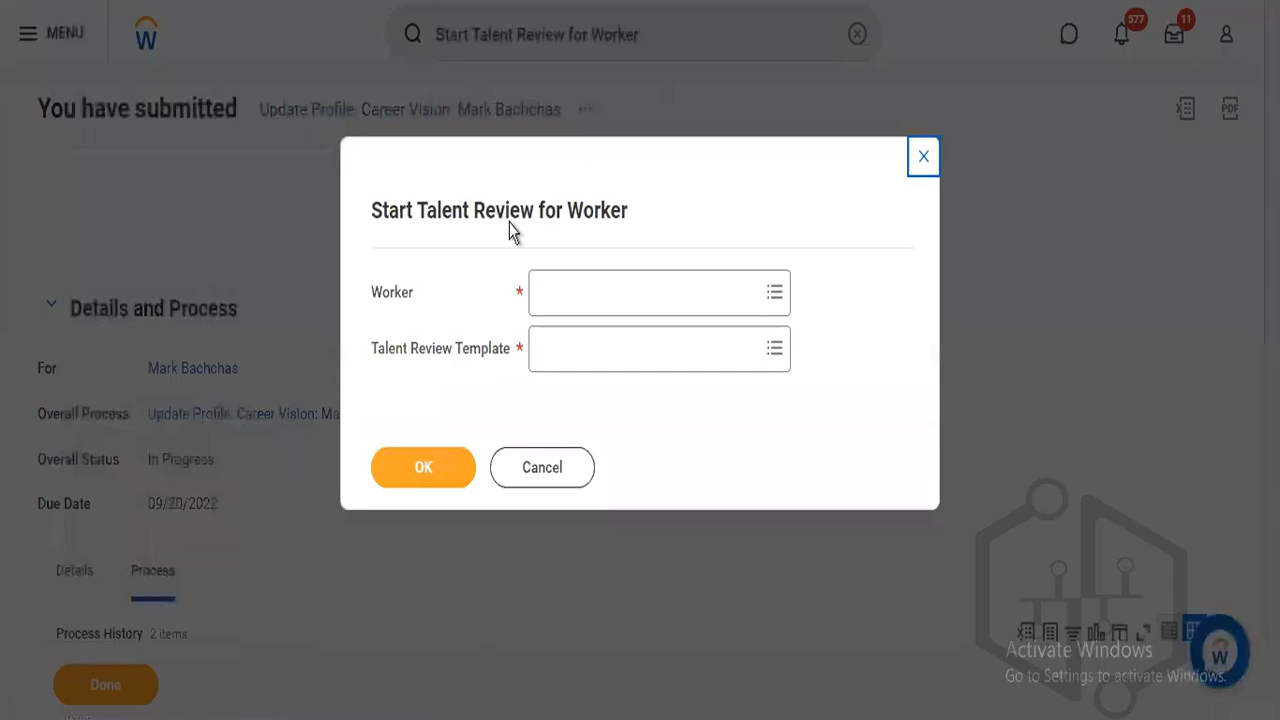 MENU
W
Start Talent Review for Worker
577
11
You have submitted Update Profile: Career Vision Mark Bachchas ...
PDF
X
Start Talent Review for Worker
Worker *
Talent Review Template *
OK
Cancel
Details and Process
For Mark Bachchas
Overall Process Update Profile: Career Vision: Ma
Overall Status In Progress
Due Date 09/20/2022
Details
Process
Process History 2 items
Done
W
Activate Windows
Go to Settings to activate Windows.